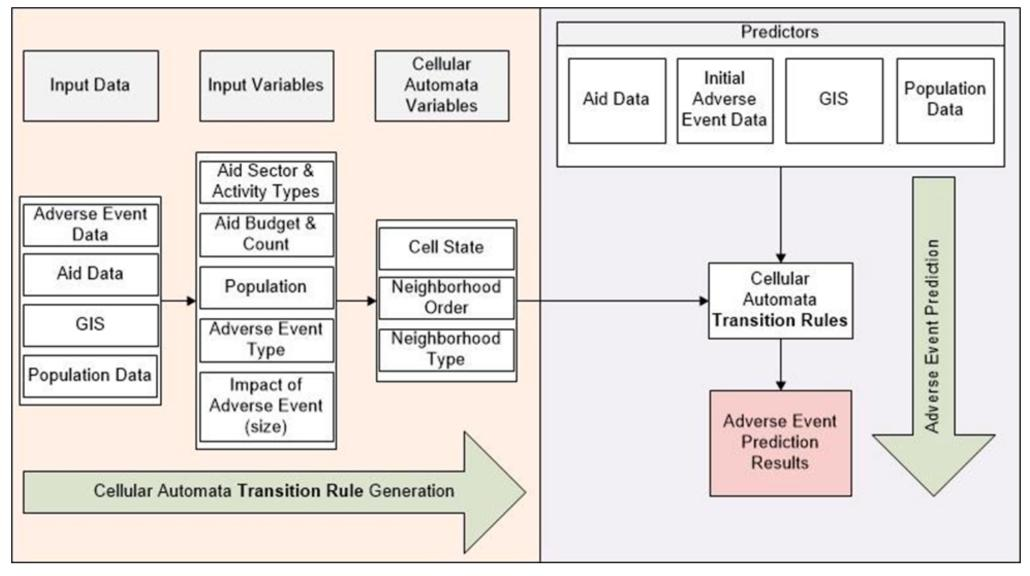 Input Data
Input Variables
Cellular
Automata
Variables
Adverse Event
Data
Aid Data
GIS
Population Data
Aid Sector &
Activity Types
Aid Budget &
Count
Population
Adverse Event
Type
Impact of
Adverse Event
(size)
Cell State
Neighborhood
Order
Neighborhood
Type
Cellular Automata Transition Rule Generation
Predictors
Aid Data
Initial
Adverse
Event Data
GIS
Population
Data
Cellular
Automata
Transition Rules
Adverse Event
Prediction
Results
Adverse Event Prediction